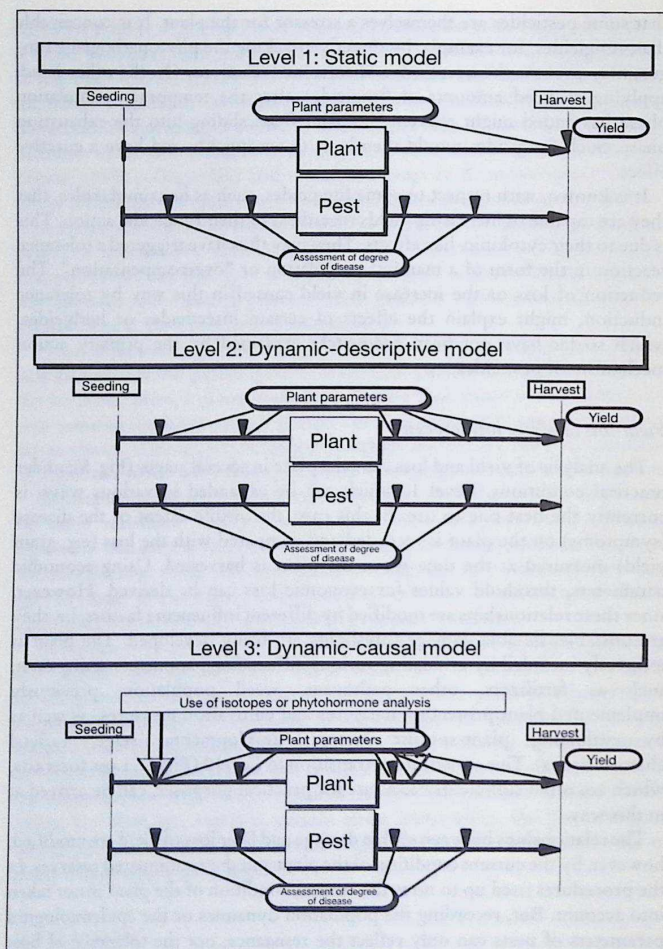 Level 1: Static model
Seeding
Plant parameters
Harvest
Yield
Plant
Pest
Assessment of degree
of disease
Level 2: Dynamic-descriptive model
Seeding
Plant parameters
Harvest
Yield
Plant
Pest
Assessment of degree
of disease
Level 3: Dynamic-causal model
Use of isotopes or phytohormone analysis
Seeding
Plant parameters
Harvest
Yield
Plant
Pest
Assessment of degree
of disease